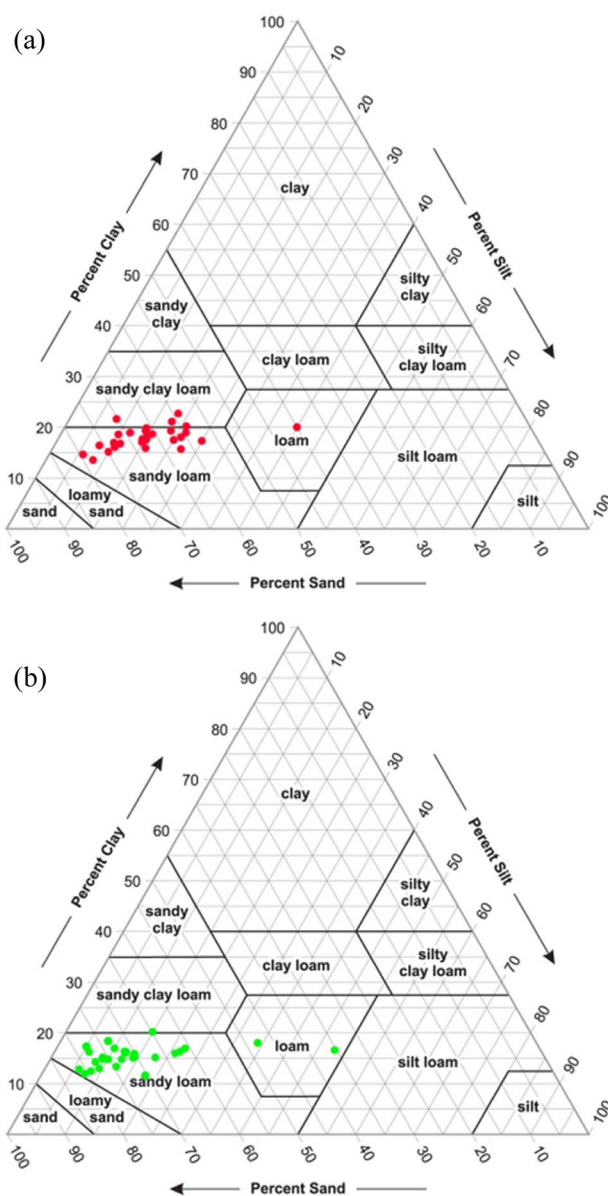 (a)
100
10
90
20
80
30
70
clay
40
60
Percent Clay
Perent Silt
50
50
silty
clay
sandy
clay
60
40
clay loam
silty
clay loam
70
30
sandy clay loam
80
20
loam
silt loam
sandy loam
90
10
loamy
sand
sand
silt
100
100
90
80
70
60
50
40
30
20
10
Percent Sand
(b)
100
10
90
20
80
30
70
clay
40
60
Percent Clay
Perent Silt
50
50
silty
clay
sandy
clay
60
40
clay loam
silty
clay loam
70
30
sandy clay loam
80
20
loam
silt loam
sandy loam
90
10
loamy
sand
sand
silt
100
100
90
80
70
60
50
40
30
20
10
Percent Sand